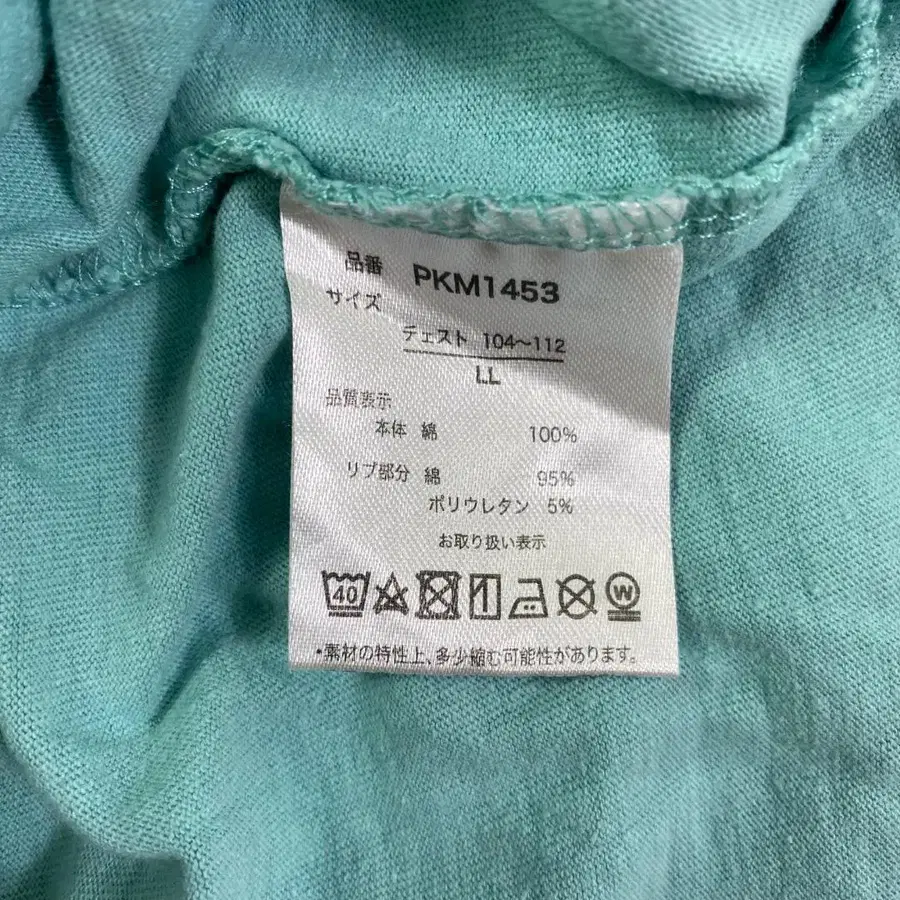 品番 PKM1453
サイズ
チェスト 104〜112
LL
品質表示
本体 綿 100%
リブ部分 綿 95%
ポリウレタン 5%
お取り扱い表示
40 W
•素材の特性上、多少縮む可能性があります。